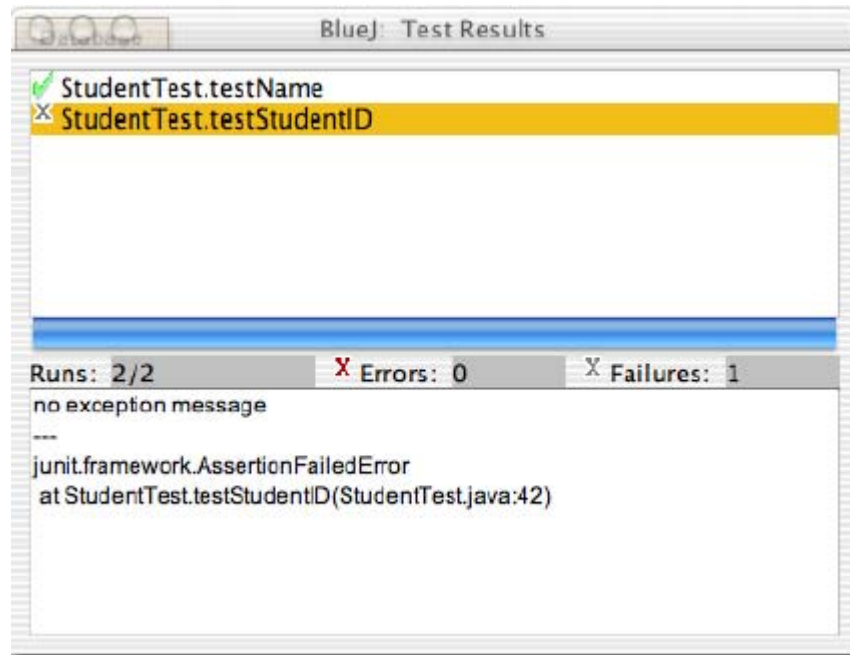 Database
BlueJ: Test Results
StudentTest.testName
StudentTest.testStudentID
Runs: 2/2
X Errors: 0
X Failures: 1
no exception message
---
junit.framework.AssertionFailedError
at StudentTest.testStudentID(StudentTest.java:42)